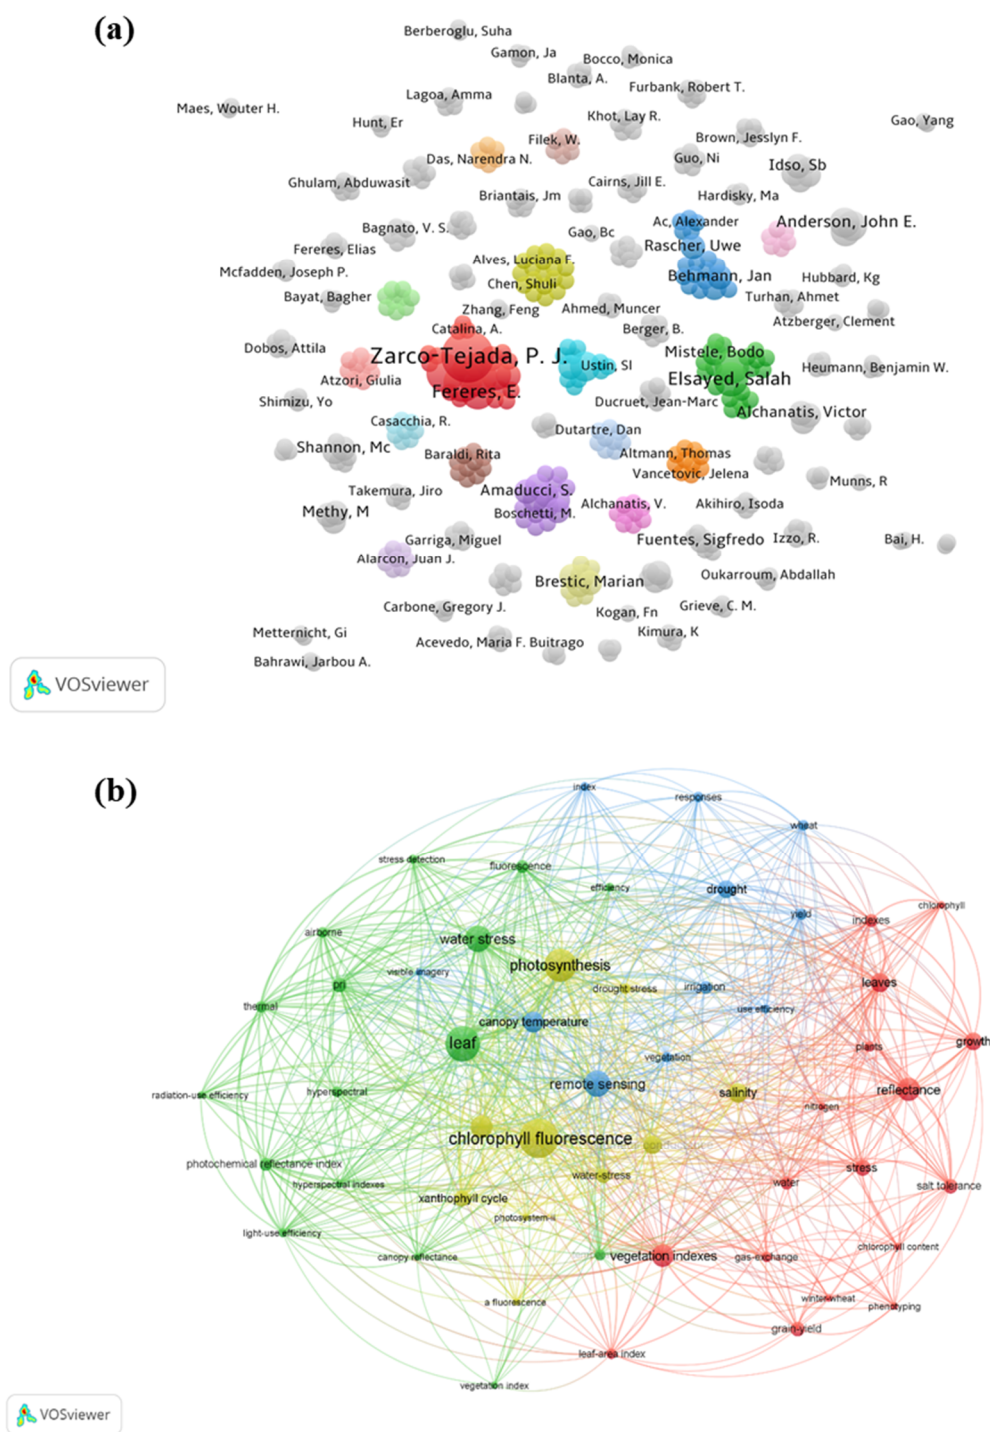 (a)
Berberoglu, Suha
Gamon, Ja
Bocco, Monica
Blanta, A.
Furbank, Robert T.
Lagoa, Amma
Maes, Wouter H.
Khot, Lay R.
Hunt, Er
Gao, Yang
Brown, Jesslyn F.
Filek, W.
Das, Narendra N.
Guo, Ni
Idso, Sb
Ghulam, Abduwasit
Cairns, Jill E.
Briantais, Jm
Hardisky, Ma
Ac, Alexander
Anderson, John E.
Bagnato, V. S.
Gao, Bc
Rascher, Uwe
Fereres, Elias
Alves, Luciana F.
Mcfadden, Joseph P.
Behmann, Jan
Hubbard, Kg
Chen, Shuli
Bayat, Bagher
Turhan, Ahmet
Zhang, Feng
Ahmed, Muncer
Atzberger, Clement
Catalina, A.
Berger, B.
Dobos, Attila
Zarco-Tejada, P. J.
Mistele, Bodo
Ustin, Sl
Heumann, Benjamin W.
Atzori, Giulia
Elsayed, Salah
Fereres, E.
Shimizu, Yo
Ducruet, Jean-Marc
Alchanatis, Victor
Casacchia, R.
Dutartre, Dan
Shannon, Mc
Baraldi, Rita
Altmann, Thomas
Vancetovic, Jelena
Munns, R
Takemura, Jiro
Amaducci, S.
Alchanatis, V.
Akihiro, Isoda
Methy, M
Boschetti, M.
Garriga, Miguel
Fuentes, Sigfredo
Izzo, R.
Bai, H.
Alarcon, Juan J.
Brestic, Marian
Oukarroum, Abdallah
Carbone, Gregory J.
Kogan, Fn
Grieve, C. M.
Metternicht, Gi
Kimura, K
Acevedo, Maria F. Buitrago
Bahrawi, Jarbou A.
VOSviewer
(b)
index
responses
wheat
stress detection
fluorescence
efficiency
drought
chlorophyll
yield
indexes
airborne
water stress
photosynthesis
visible imagery
pri
drought stress
irrigation
leaves
thermal
use efficiency
canopy temperature
leaf
growth
plants
vegetation
remote sensing
hyperspectral
salinity
reflectance
radiation-use efficiency
nitrogen
chlorophyll fluorescence
photochemical reflectance index
stress
water-stress
hyperspectral indexes
water
salt tolerance
xanthophyll cycle
photosystem-ii
light-use efficiency
chlorophyll content
canopy reflectance
vegetation indexes
gas-exchange
a fluorescence
winter-wheat
phenotyping
grain-yield
leaf-area index
vegetation index
VOSviewer